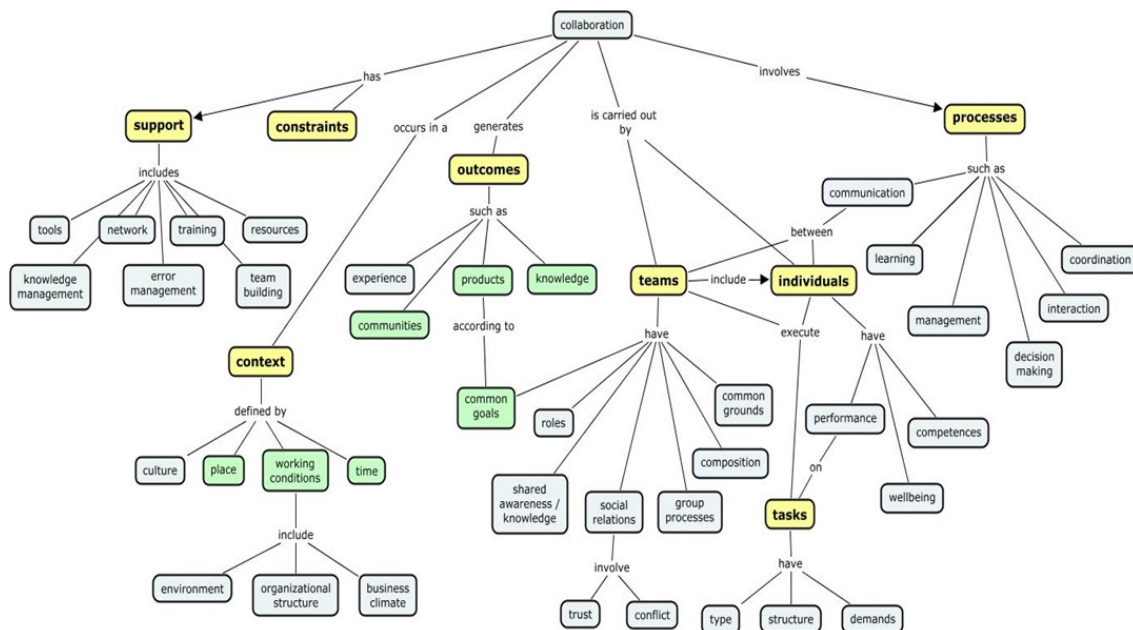 collaboration
has
involves
support
constraints
occurs in a
generates
is carried out
by
processes
includes
outcomes
such as
communication
tools
network
training
resources
such as
between
learning
coordination
knowledge
management
error
management
team
building
experience
products
knowledge
teams
include
individuals
interaction
communities
according to
have
execute
have
management
decision
making
context
defined by
common
goals
roles
common
grounds
performance
competences
culture
place
working
conditions
time
composition
on
shared
awareness /
knowledge
social
relations
group
processes
tasks
wellbeing
include
involve
have
environment
organizational
structure
business
climate
trust
conflict
type
structure
demands